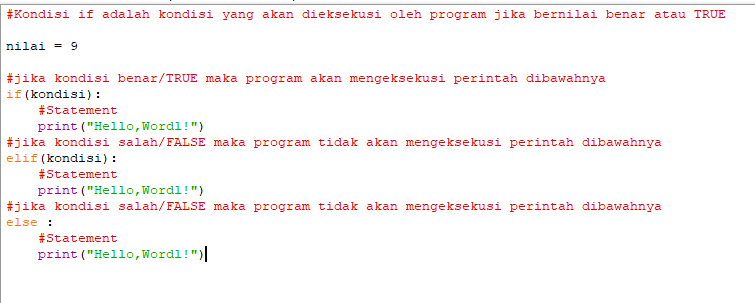 #Kondisi if adalah kondisi yang akan dieksekusi oleh program jika bernilai benar atau TRUE
nilai = 9
#jika kondisi benar/TRUE maka program akan mengeksekusi perintah dibawahnya
if(kondisi):
#Statement
print("Hello,Wordl!")
#jika kondisi salah/FALSE maka program tidak akan mengeksekusi perintah dibawahnya
elif(kondisi):
#Statement
print("Hello,Wordl!")
#jika kondisi salah/FALSE maka program tidak akan mengeksekusi perintah dibawahnya
else :
#Statement
print("Hello,Wordl!")